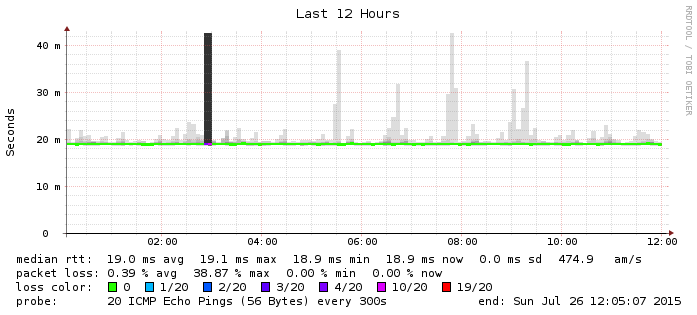 Last 12 Hours
RRDTOOL / TOBI OETIKER
Seconds
40 m
30 m
20 m
10 m
0
02:00 04:00 06:00 08:00 10:00 12:00
median rtt: 19.0 ms avg 19.1 ms max 18.9 ms min 18.9 ms now 0.0 ms sd 474.9 am/s
packet loss: 0.39 % avg 38.87 % max 0.00 % min 0.00 % now
loss color: 0 1/20 2/20 3/20 4/20 10/20 19/20
probe: 20 ICMP Echo Pings (56 Bytes) every 300s end: Sun Jul 26 12:05:07 2015